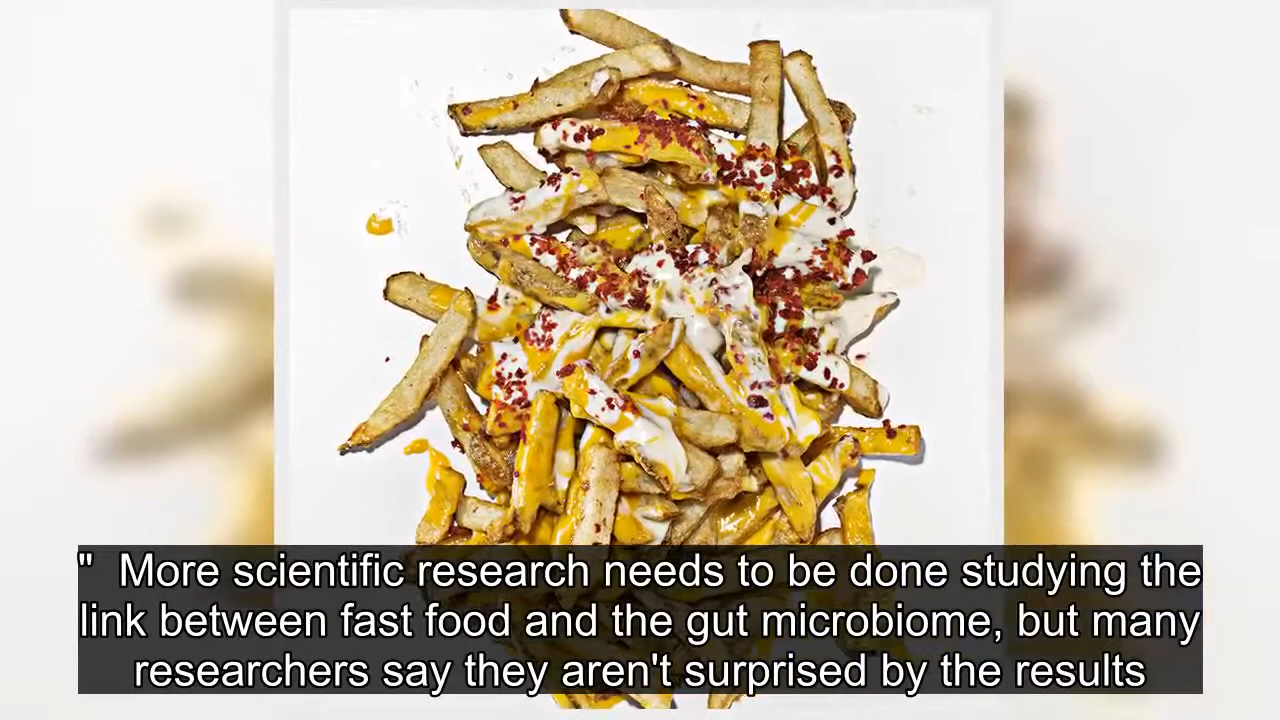 "  More scientific research needs to be done studying the
link between fast food and the gut microbiome, but many
researchers say they aren't surprised by the results